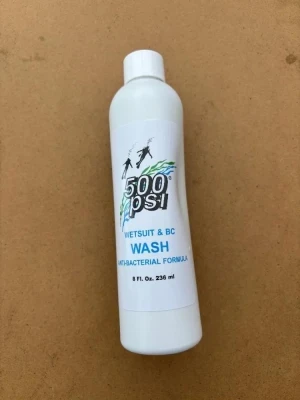 500
psi
WETSUIT & BC
WASH
ANTI-BACTERIAL FORMULA
8 Fl. Oz. 236 ml